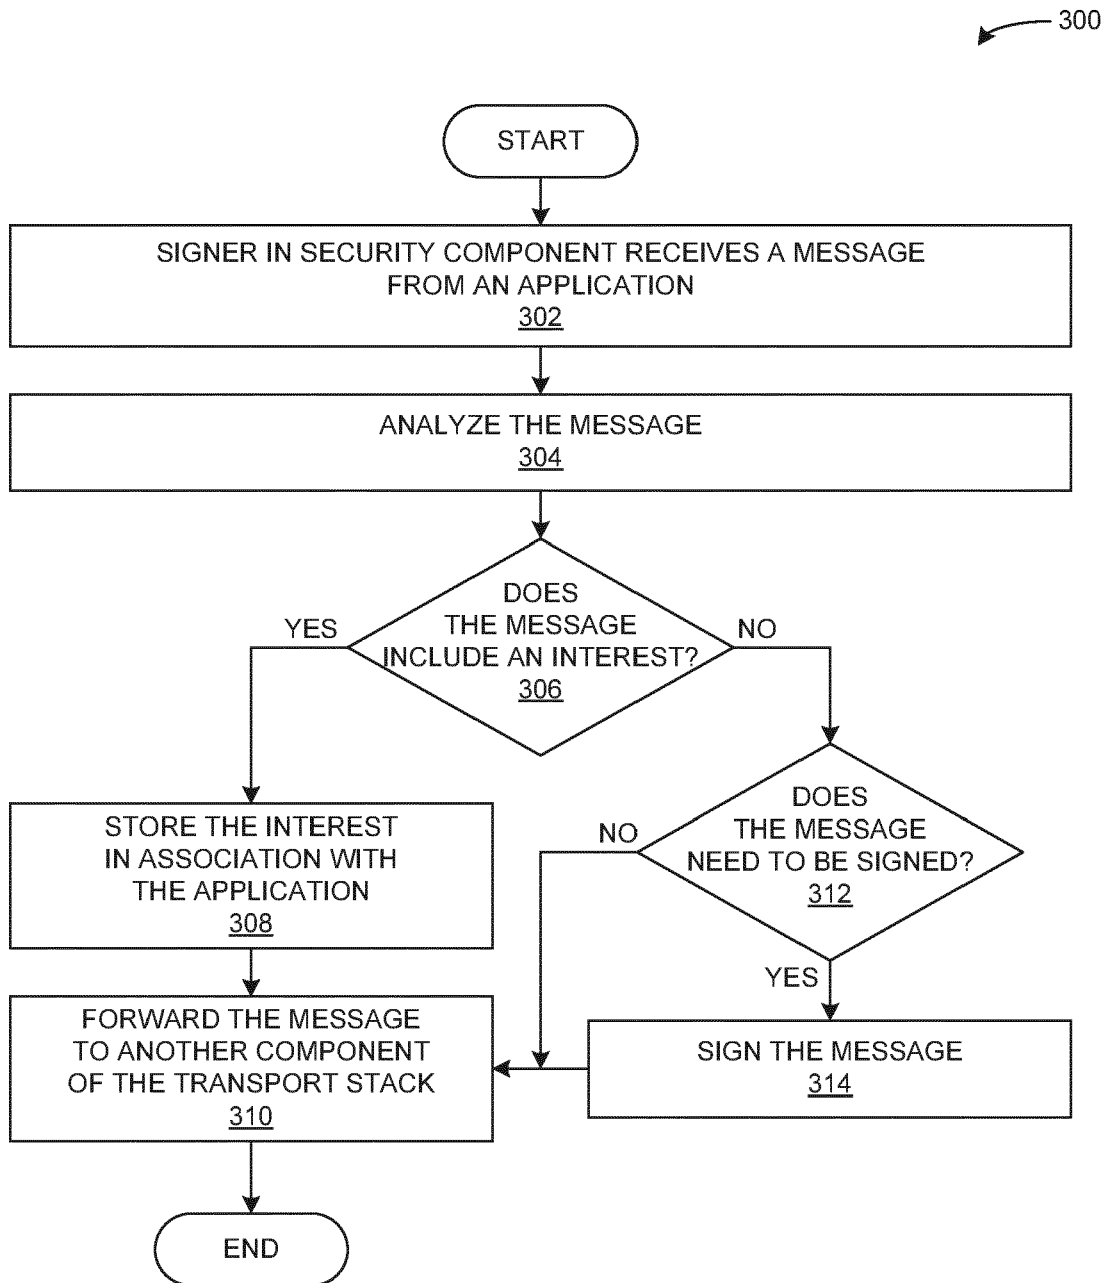 300
START
SIGNER IN SECURITY COMPONENT RECEIVES A MESSAGE
FROM AN APPLICATION
302
ANALYZE THE MESSAGE
304
DOES
THE MESSAGE
INCLUDE AN INTEREST?
306
YES
NO
STORE THE INTEREST
IN ASSOCIATION WITH
THE APPLICATION
308
DOES
THE MESSAGE
NEED TO BE SIGNED?
312
NO
YES
FORWARD THE MESSAGE
TO ANOTHER COMPONENT
OF THE TRANSPORT STACK
310
SIGN THE MESSAGE
314
END